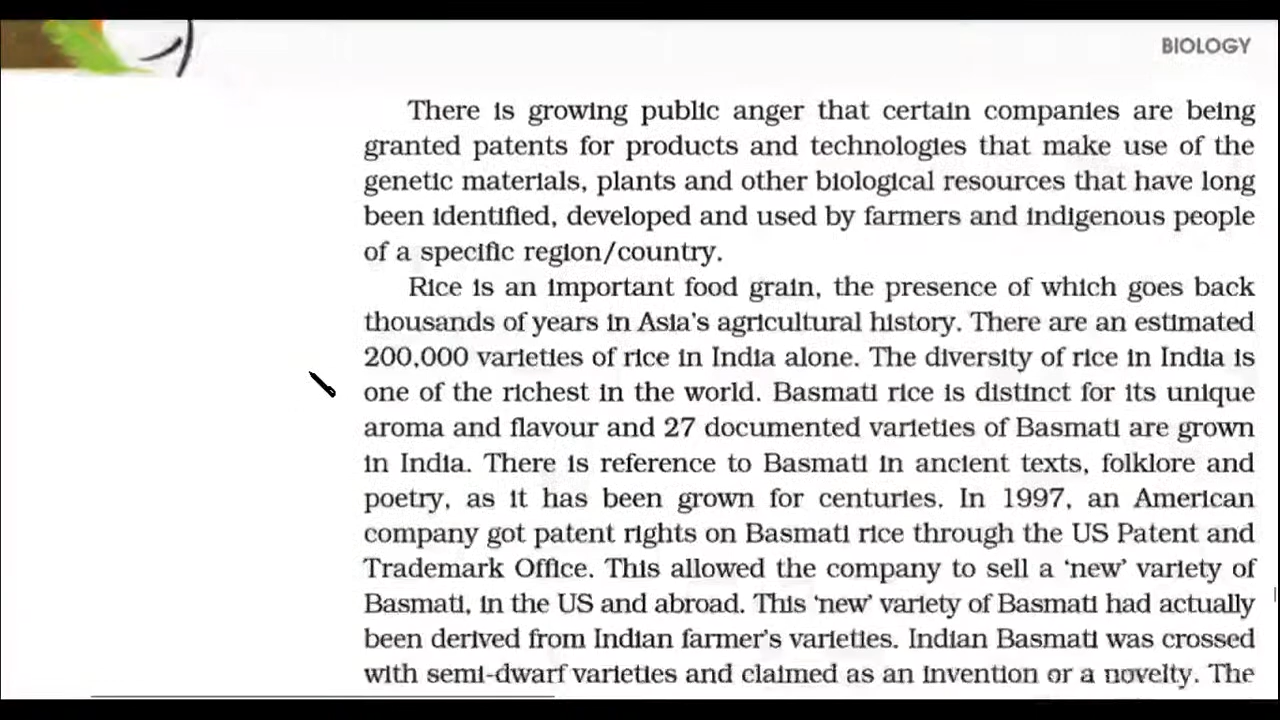 BIOLOGY
There is growing public anger that certain companies are being
granted patents for products and technologies that make use of the
genetic materials, plants and other biological resources that have long
been identified, developed and used by farmers and indigenous people
of a specific region/country.
Rice is an important food grain, the presence of which goes back
thousands of years in Asia's agricultural history. There are an estimated
200,000 varieties of rice in India alone. The diversity of rice in India is
one of the richest in the world. Basmati rice is distinct for its unique
aroma and flavour and 27 documented varieties of Basmati are grown
in India. There is reference to Basmati in ancient texts, folklore and
poetry, as it has been grown for centuries. In 1997, an American
company got patent rights on Basmati rice through the US Patent and
Trademark Office. This allowed the company to sell a ‘new’ variety of
Basmati, in the US and abroad. This ‘new’ variety of Basmati had actually
been derived from Indian farmer's varieties. Indian Basmati was crossed
with semi-dwarf varieties and claimed as an invention or a novelty. The